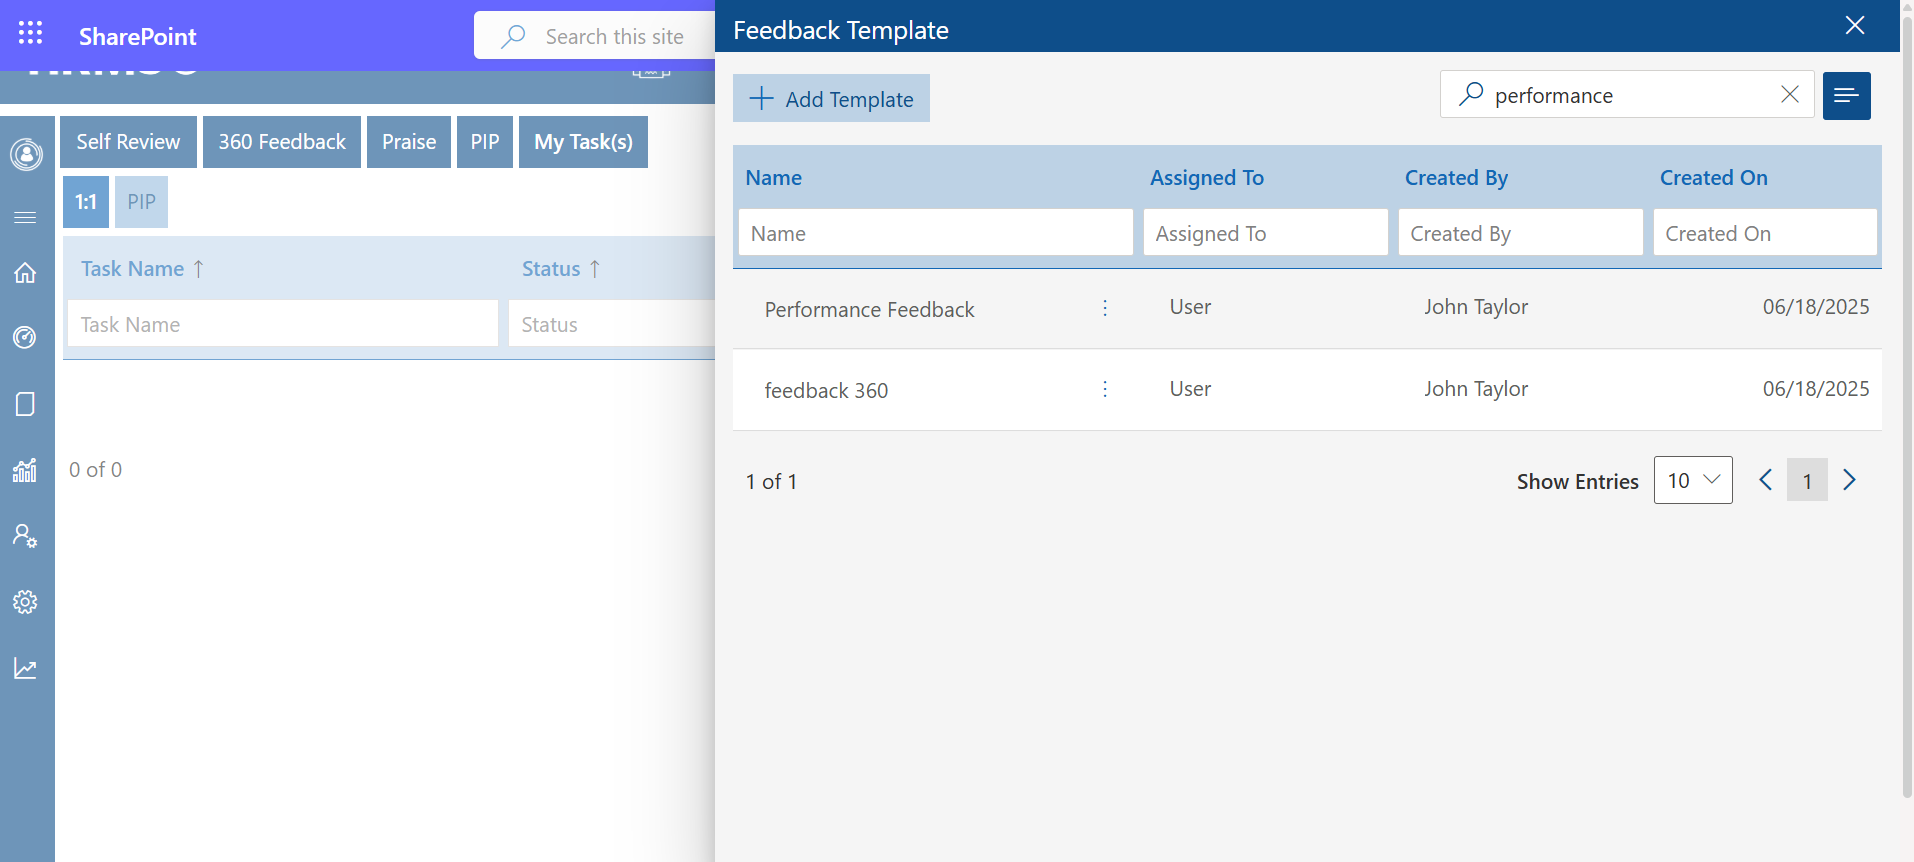 SharePoint
Search this site
Self Review
360 Feedback
Praise
PIP
My Task(s)
1:1
PIP
Task Name ↑
Status ↑
Task Name
Status
0 of 0
Feedback Template
Add Template
performance
Name
Assigned To
Created By
Created On
Name
Assigned To
Created By
Created On
Performance Feedback
User
John Taylor
06/18/2025
feedback 360
User
John Taylor
06/18/2025
1 of 1
Show Entries
10
1